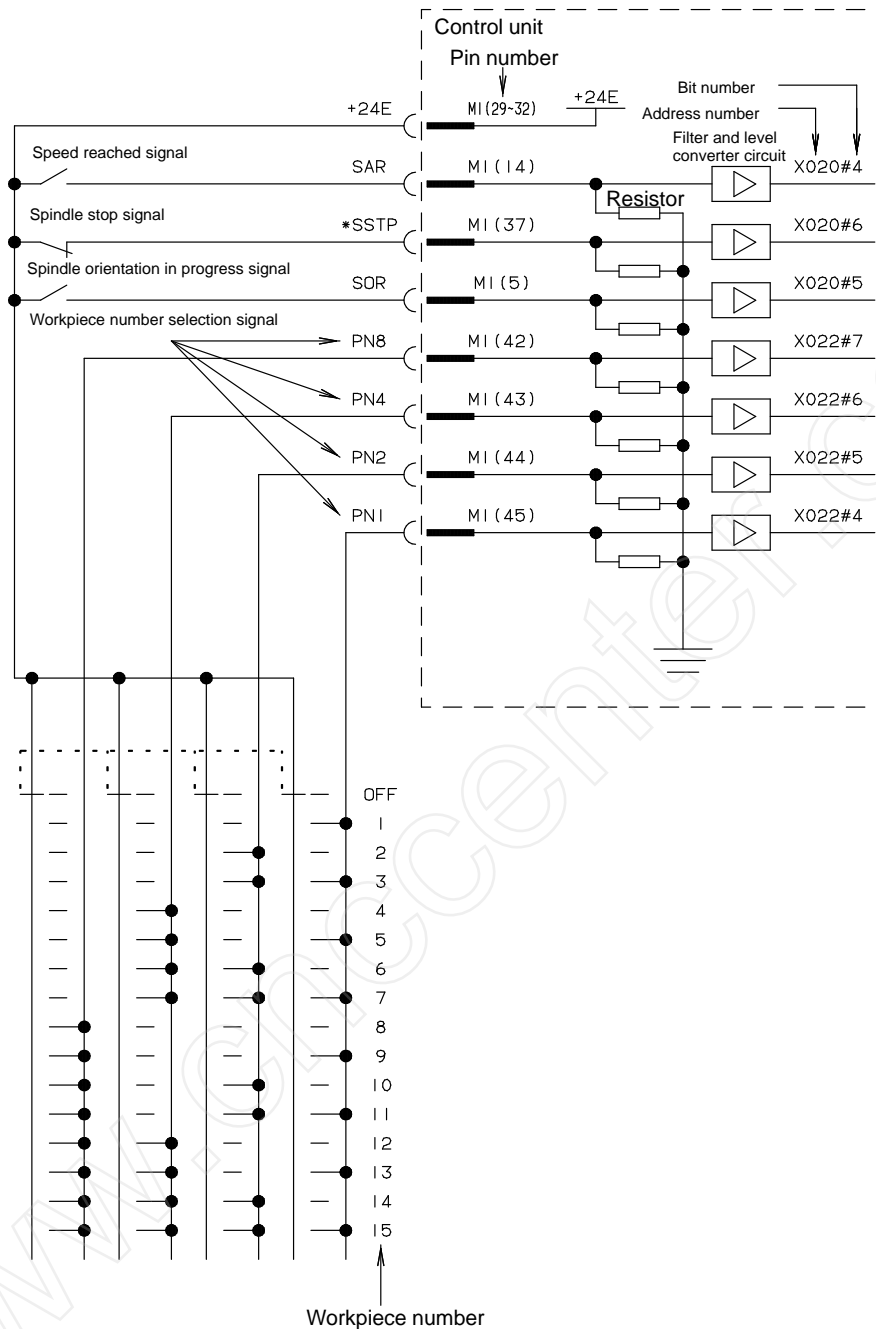 Control unit
Pin number
+24E MI(29~32) +24E
Bit number
Address number
Filter and level
converter circuit
Speed reached signal
SAR MI(14) X020#4
Resistor
Spindle stop signal
*SSTP MI(37) X020#6
Spindle orientation in progress signal
SOR MI(5) X020#5
Workpiece number selection signal
PN8 MI(42) X022#7
PN4 MI(43) X022#6
PN2 MI(44) X022#5
PN1 MI(45) X022#4
OFF
1
2
3
4
5
6
7
8
9
10
11
12
13
14
15
Workpiece number